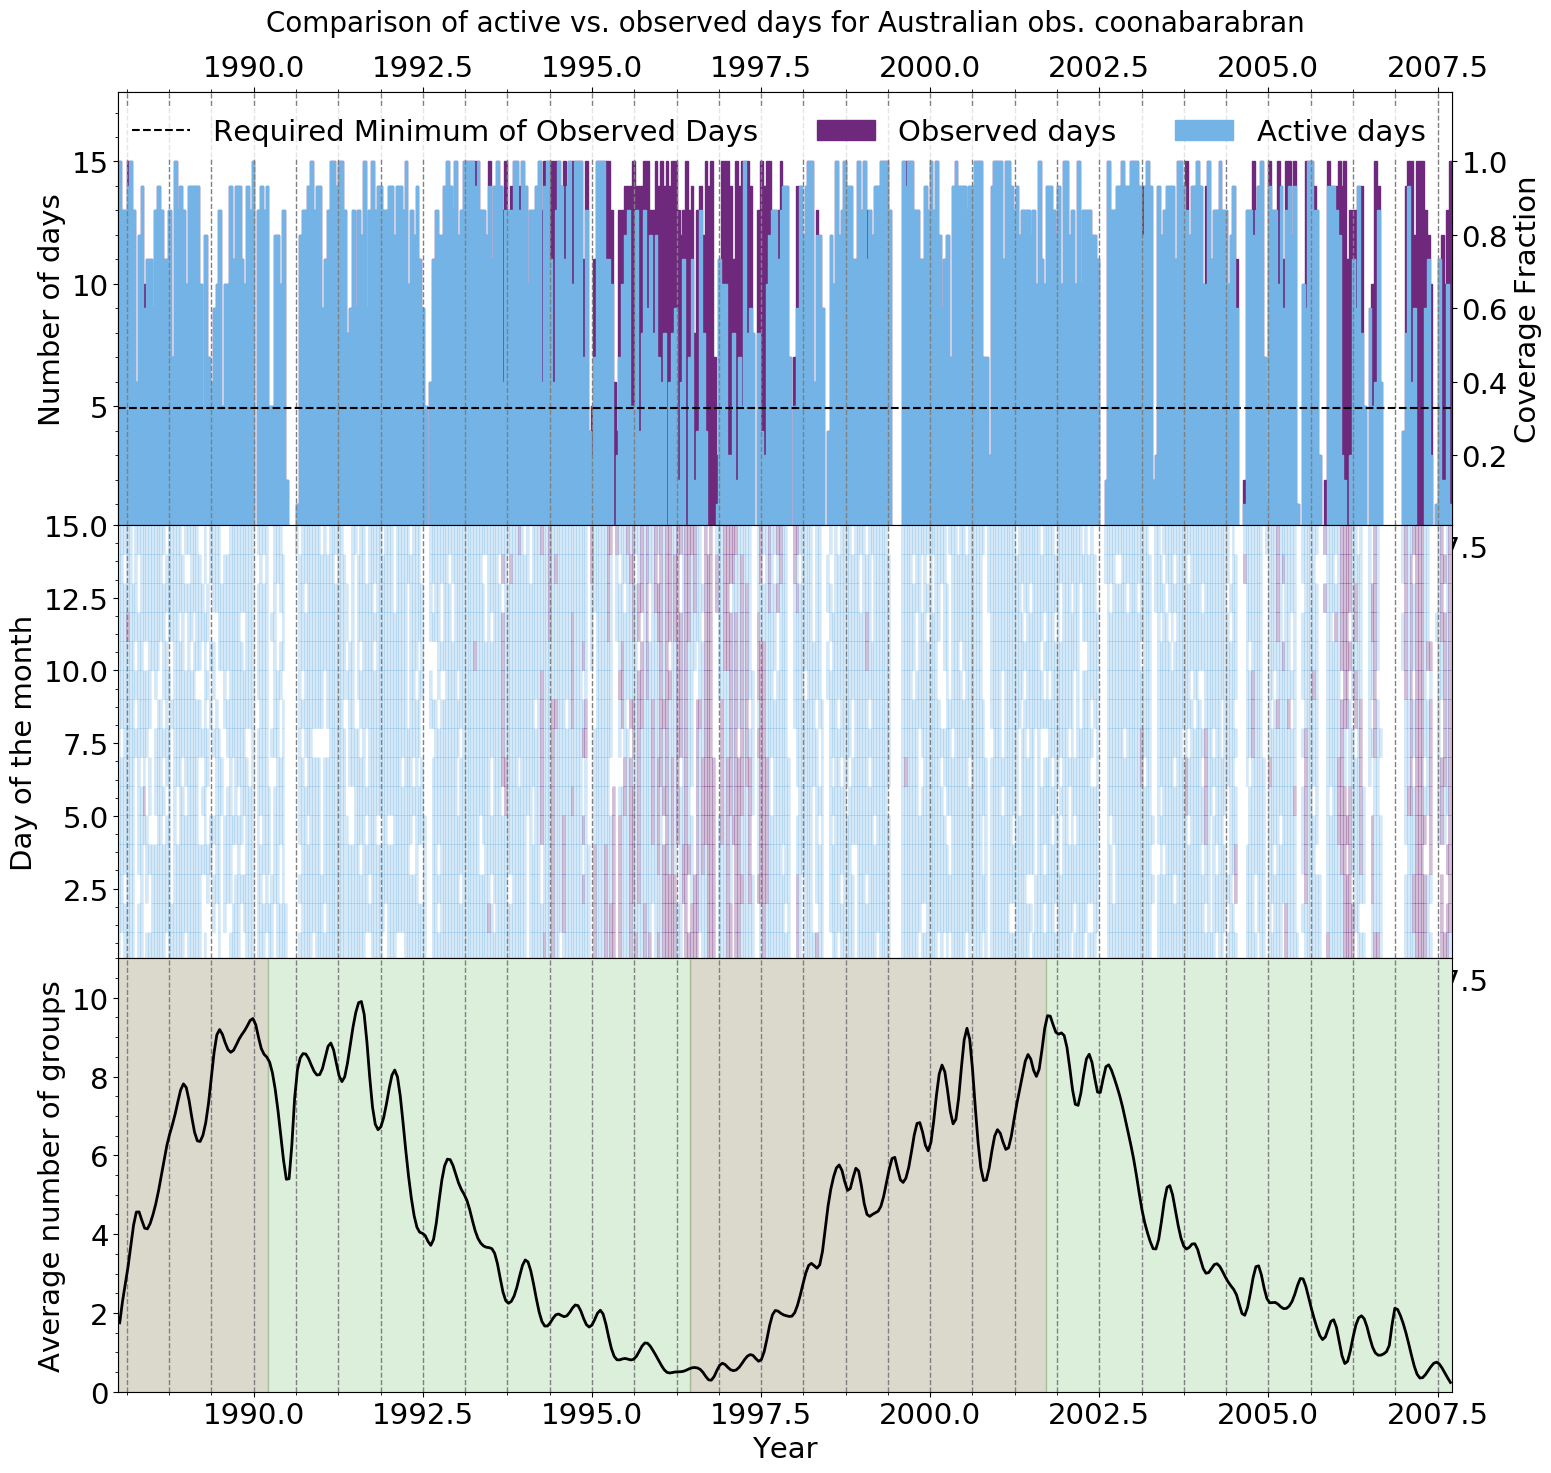 Comparison of active vs. observed days for Australian obs. coonabarabran
1990.0 1992.5 1995.0 1997.5 2000.0 2002.5 2005.0 2007.5
Required Minimum of Observed Days Observed days Active days
Number of days
15
10
5
Coverage Fraction
1.0
0.8
0.6
0.4
0.2
7.5
Day of the month
15.0
12.5
10.0
7.5
5.0
2.5
7.5
Average number of groups
10
8
6
4
2
0
1990.0 1992.5 1995.0 1997.5 2000.0 2002.5 2005.0 2007.5
Year